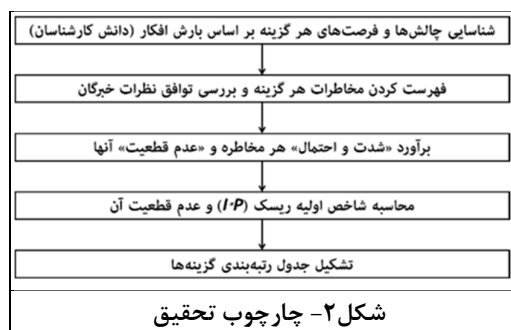 شناسایی چالش‌ها و فرصت‌های هر گزینه بر اساس بارش افکار (دانش کارشناسان)
فهرست کردن مخاطرات هر گزینه و بررسی توافق نظرات خبرگان
برآورد «شدت و احتمال» هر مخاطره و «عدم قطعیت» آنها
محاسبه شاخص اولیه ریسک (I·P) و عدم قطعیت آن
تشکیل جدول رتبه‌بندی گزینه‌ها
شکل۲- چارچوب تحقیق